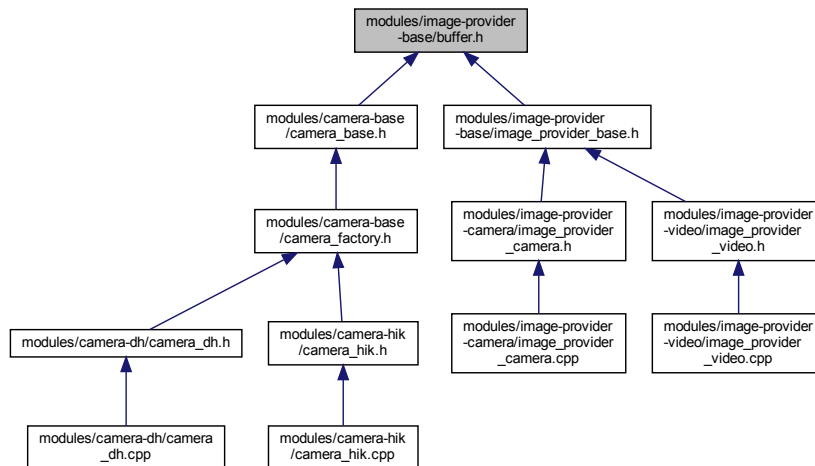 modules/image-provider
-base/buffer.h
modules/camera-base
/camera_base.h
modules/image-provider
-base/image_provider_base.h
modules/camera-base
/camera_factory.h
modules/image-provider
-camera/image_provider
_camera.h
modules/image-provider
-video/image_provider
_video.h
modules/camera-dh/camera_dh.h
modules/camera-hik
/camera_hik.h
modules/image-provider
-camera/image_provider
_camera.cpp
modules/image-provider
-video/image_provider
_video.cpp
modules/camera-dh/camera
_dh.cpp
modules/camera-hik
/camera_hik.cpp